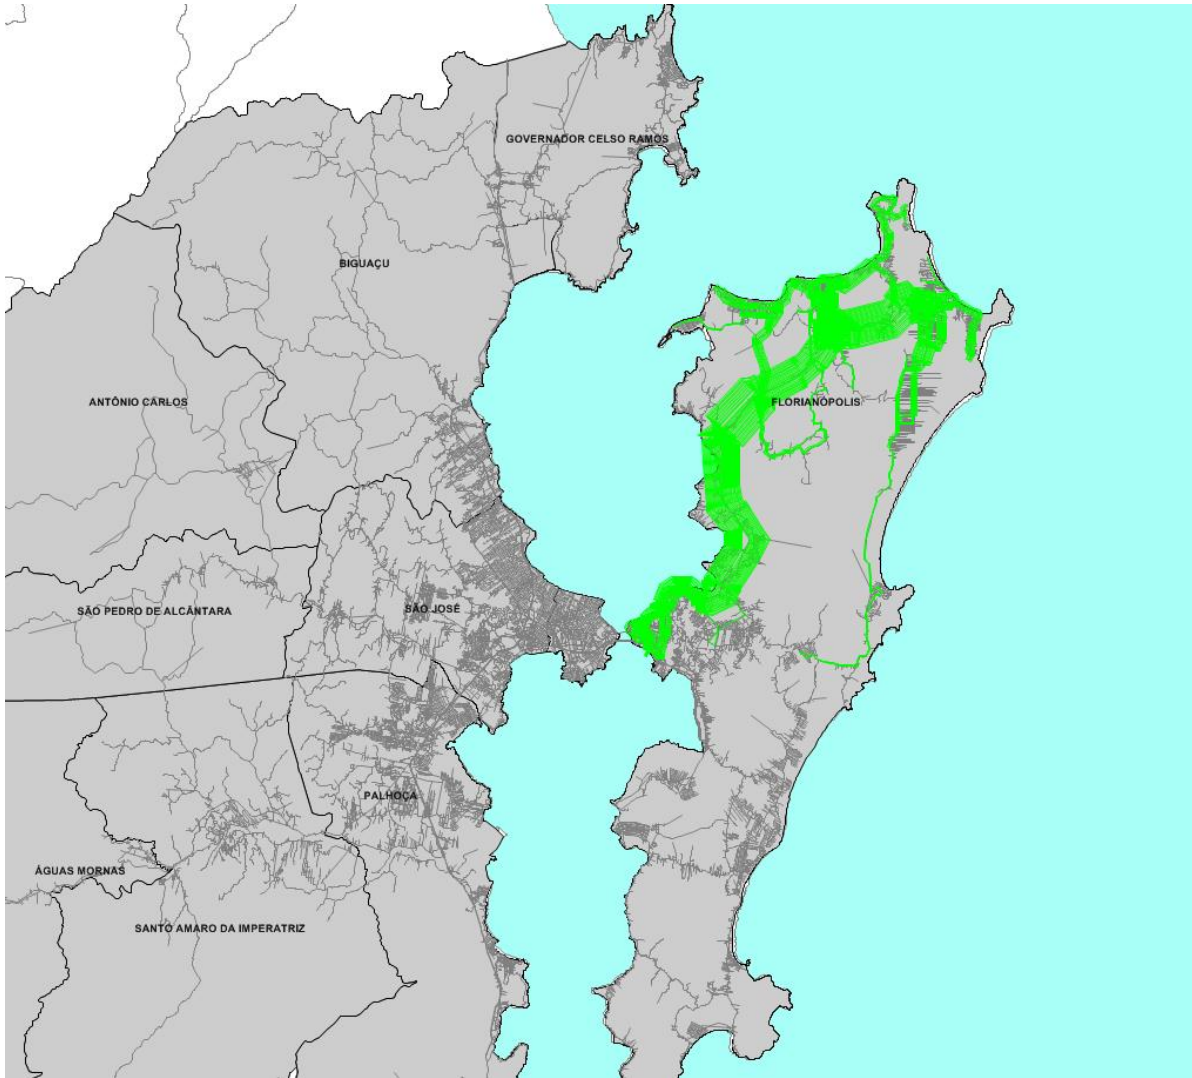 GOVERNADOR CELSO RAMOS
BIGUAÇU
ANTÔNIO CARLOS
FLORIANÓPOLIS
SÃO PEDRO DE ALCÂNTARA
SÃO JOSÉ
PALHOÇA
ÁGUAS MORNAS
SANTO AMARO DA IMPERATRIZ